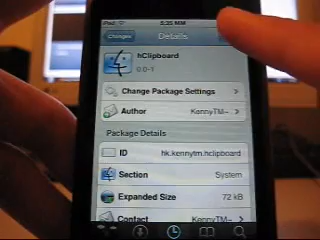 iPod
5:35 PM
Changes
Details
hClipboard
0.0-1
Change Package Settings
Author
KennyTM~
Package Details
ID
hk.kennytm.hclipboard
Section
System
Expanded Size
72 kB
Contact
KennyTM~